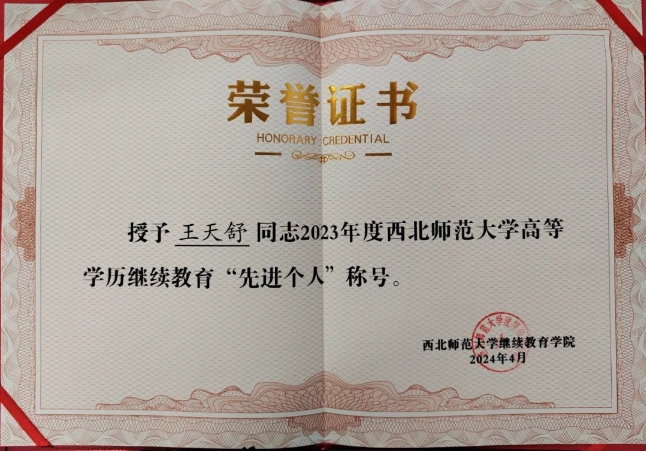 荣誉证书
HONORARY CREDENTIAL
授予 王天舒 同志2023年度西北师范大学高等
学历继续教育“先进个人”称号。
西北师范大学继续教育学院
2024年4月